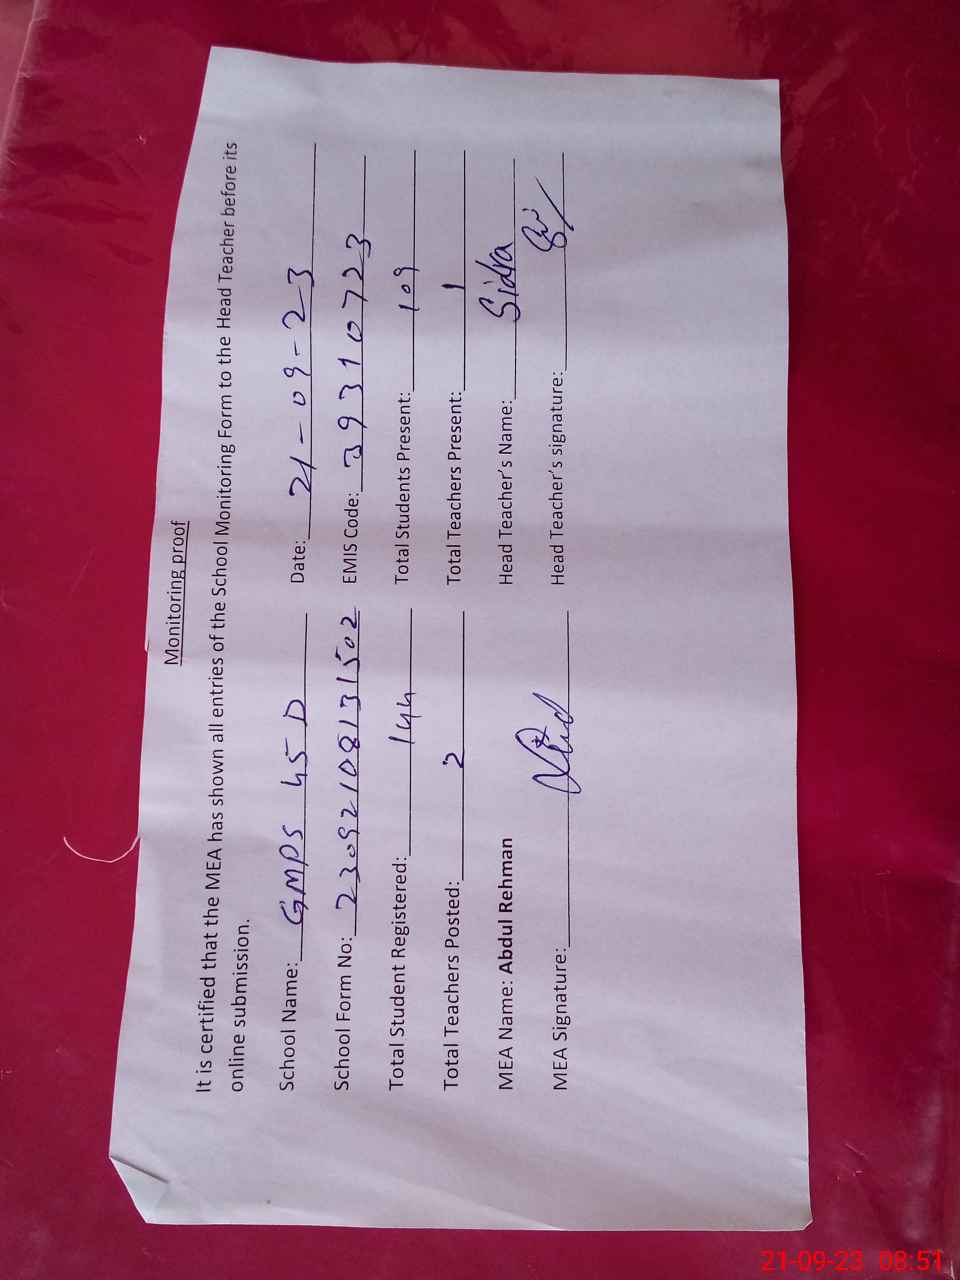 Monitoring proof
It is certified that the MEA has shown all entries of the School Monitoring Form to the Head Teacher before its
online submission.
School Name: GMPS 45 D Date: 21-09-23
School Form No: 23092108131502 EMIS Code: 39310723
Total Student Registered: 144 Total Students Present: 109
Total Teachers Posted: 2 Total Teachers Present: 1
MEA Name: Abdul Rehman Head Teacher's Name: Sidra
MEA Signature: Head Teacher's signature:
21-09-23 08:51